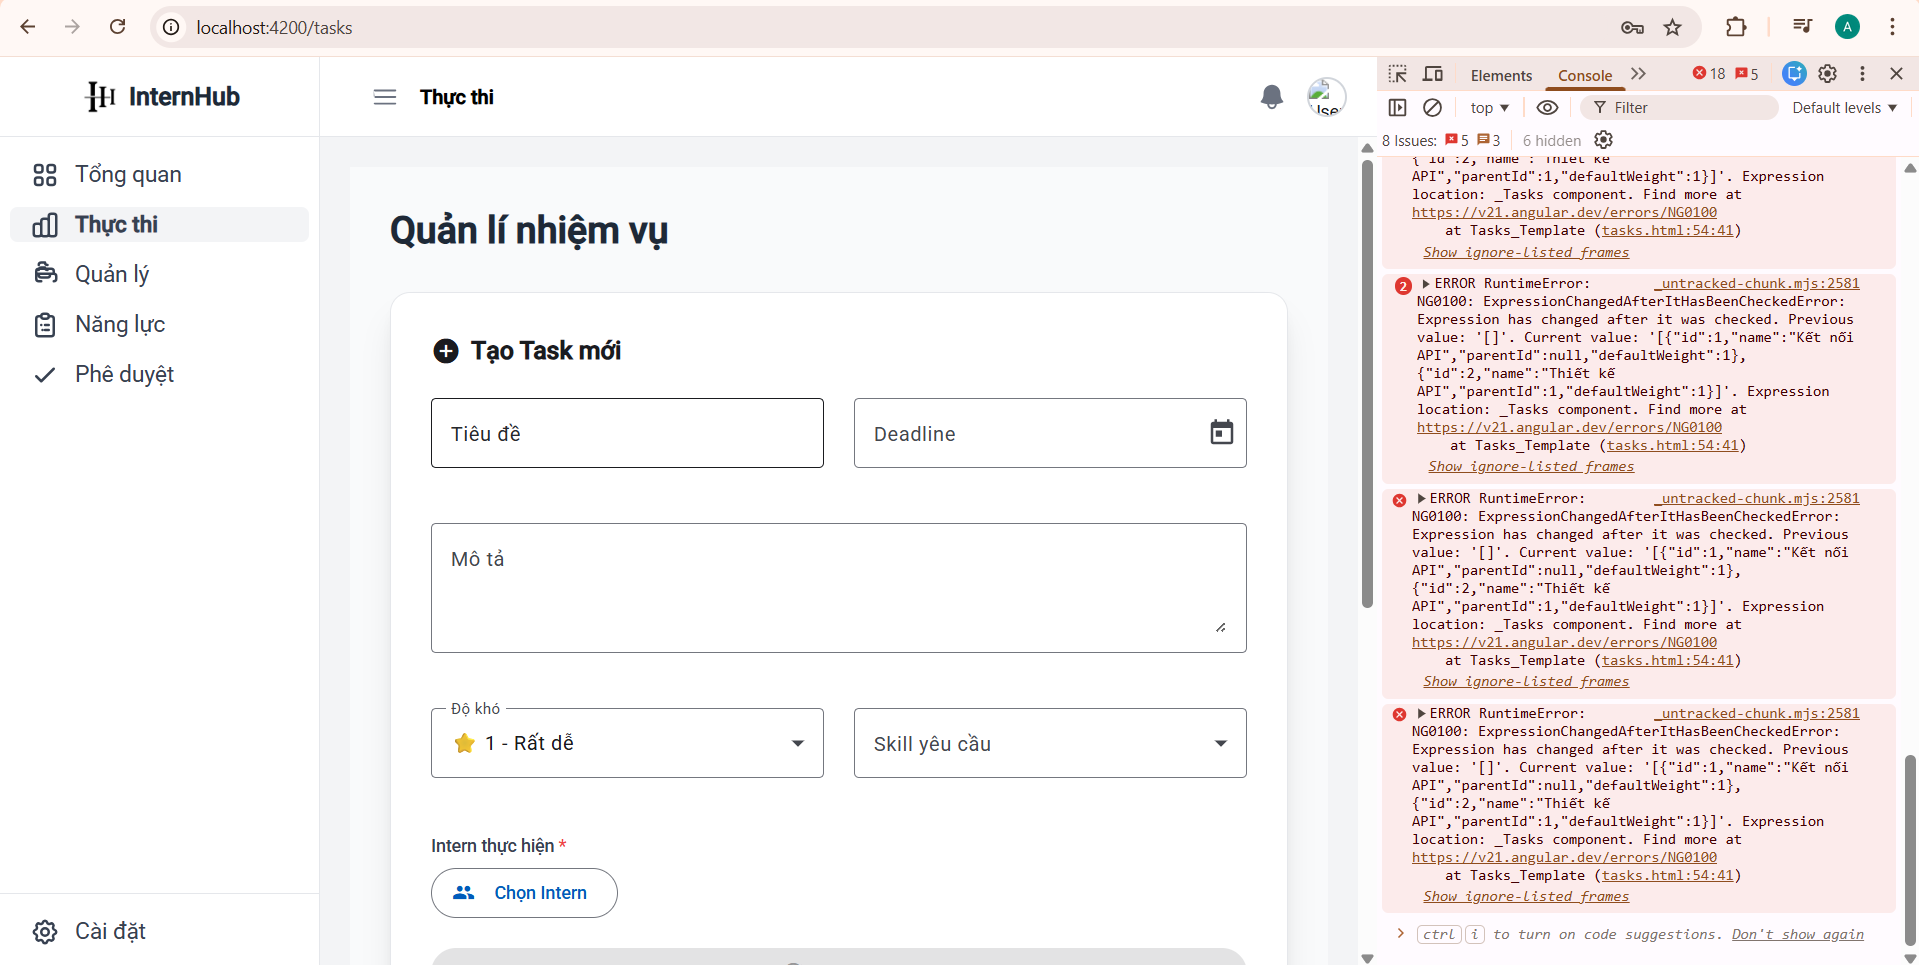 localhost:4200/tasks
A
InternHub
Thực thi
Use
Tổng quan
Thực thi
Quản lý
Năng lực
Phê duyệt
Cài đặt
Quản lí nhiệm vụ
Tạo Task mới
Tiêu đề
Deadline
Mô tả
Độ khó
1 - Rất dễ
Skill yêu cầu
Intern thực hiện *
Chọn Intern
Elements
Console
18
5
top
Filter
Default levels
8 Issues:
5
3
6 hidden
{"id":2,"name":"Thiết kế
API","parentId":1,"defaultWeight":1}]'. Expression
location: _Tasks component. Find more at
https://v21.angular.dev/errors/NG0100
at Tasks_Template (tasks.html:54:41)
Show ignore-listed frames
2
ERROR RuntimeError: _untracked-chunk.mjs:2581
NG0100: ExpressionChangedAfterItHasBeenCheckedError:
Expression has changed after it was checked. Previous
value: '[]'. Current value: '[{"id":1,"name":"Kết nối
API","parentId":null,"defaultWeight":1},
{"id":2,"name":"Thiết kế
API","parentId":1,"defaultWeight":1}]'. Expression
location: _Tasks component. Find more at
https://v21.angular.dev/errors/NG0100
at Tasks_Template (tasks.html:54:41)
Show ignore-listed frames
ERROR RuntimeError: _untracked-chunk.mjs:2581
NG0100: ExpressionChangedAfterItHasBeenCheckedError:
Expression has changed after it was checked. Previous
value: '[]'. Current value: '[{"id":1,"name":"Kết nối
API","parentId":null,"defaultWeight":1},
{"id":2,"name":"Thiết kế
API","parentId":1,"defaultWeight":1}]'. Expression
location: _Tasks component. Find more at
https://v21.angular.dev/errors/NG0100
at Tasks_Template (tasks.html:54:41)
Show ignore-listed frames
ERROR RuntimeError: _untracked-chunk.mjs:2581
NG0100: ExpressionChangedAfterItHasBeenCheckedError:
Expression has changed after it was checked. Previous
value: '[]'. Current value: '[{"id":1,"name":"Kết nối
API","parentId":null,"defaultWeight":1},
{"id":2,"name":"Thiết kế
API","parentId":1,"defaultWeight":1}]'. Expression
location: _Tasks component. Find more at
https://v21.angular.dev/errors/NG0100
at Tasks_Template (tasks.html:54:41)
Show ignore-listed frames
ctrl i to turn on code suggestions. Don't show again